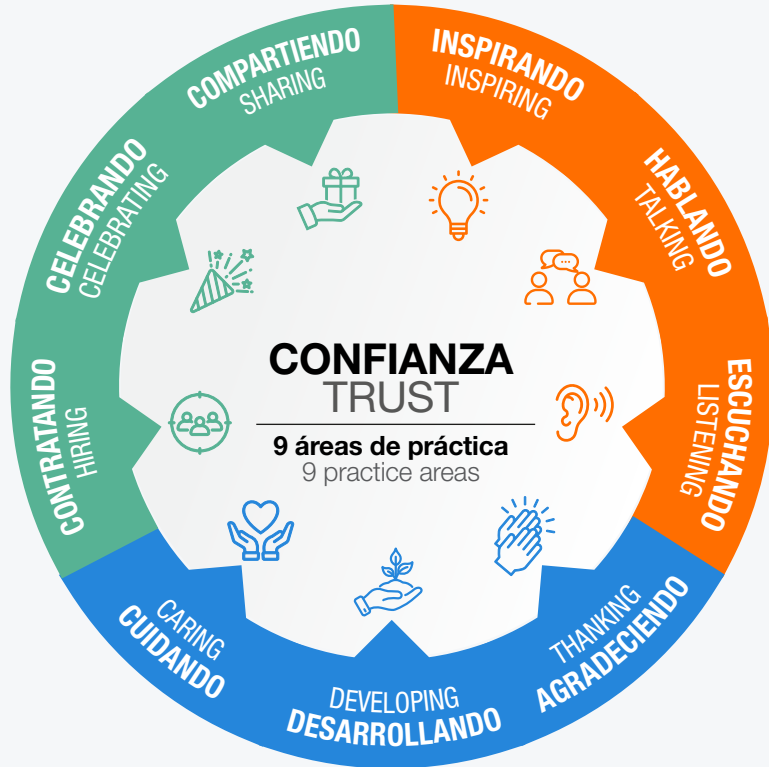 CONFIANZA
TRUST
9 áreas de práctica
9 practice areas
INSPIRANDO
INSPIRING
HABLANDO
TALKING
ESCUCHANDO
LISTENING
THANKING
AGRADECIENDO
DEVELOPING
DESARROLLANDO
CARING
CUIDANDO
CONTRATANDO
HIRING
CELEBRANDO
CELEBRATING
COMPARTIENDO
SHARING